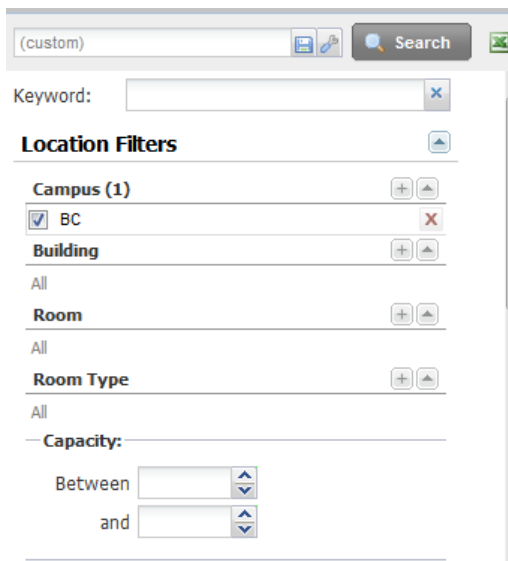 (custom) Search
Keyword:
Location Filters
Campus (1)
BC
Building
All
Room
All
Room Type
All
Capacity:
Between
and